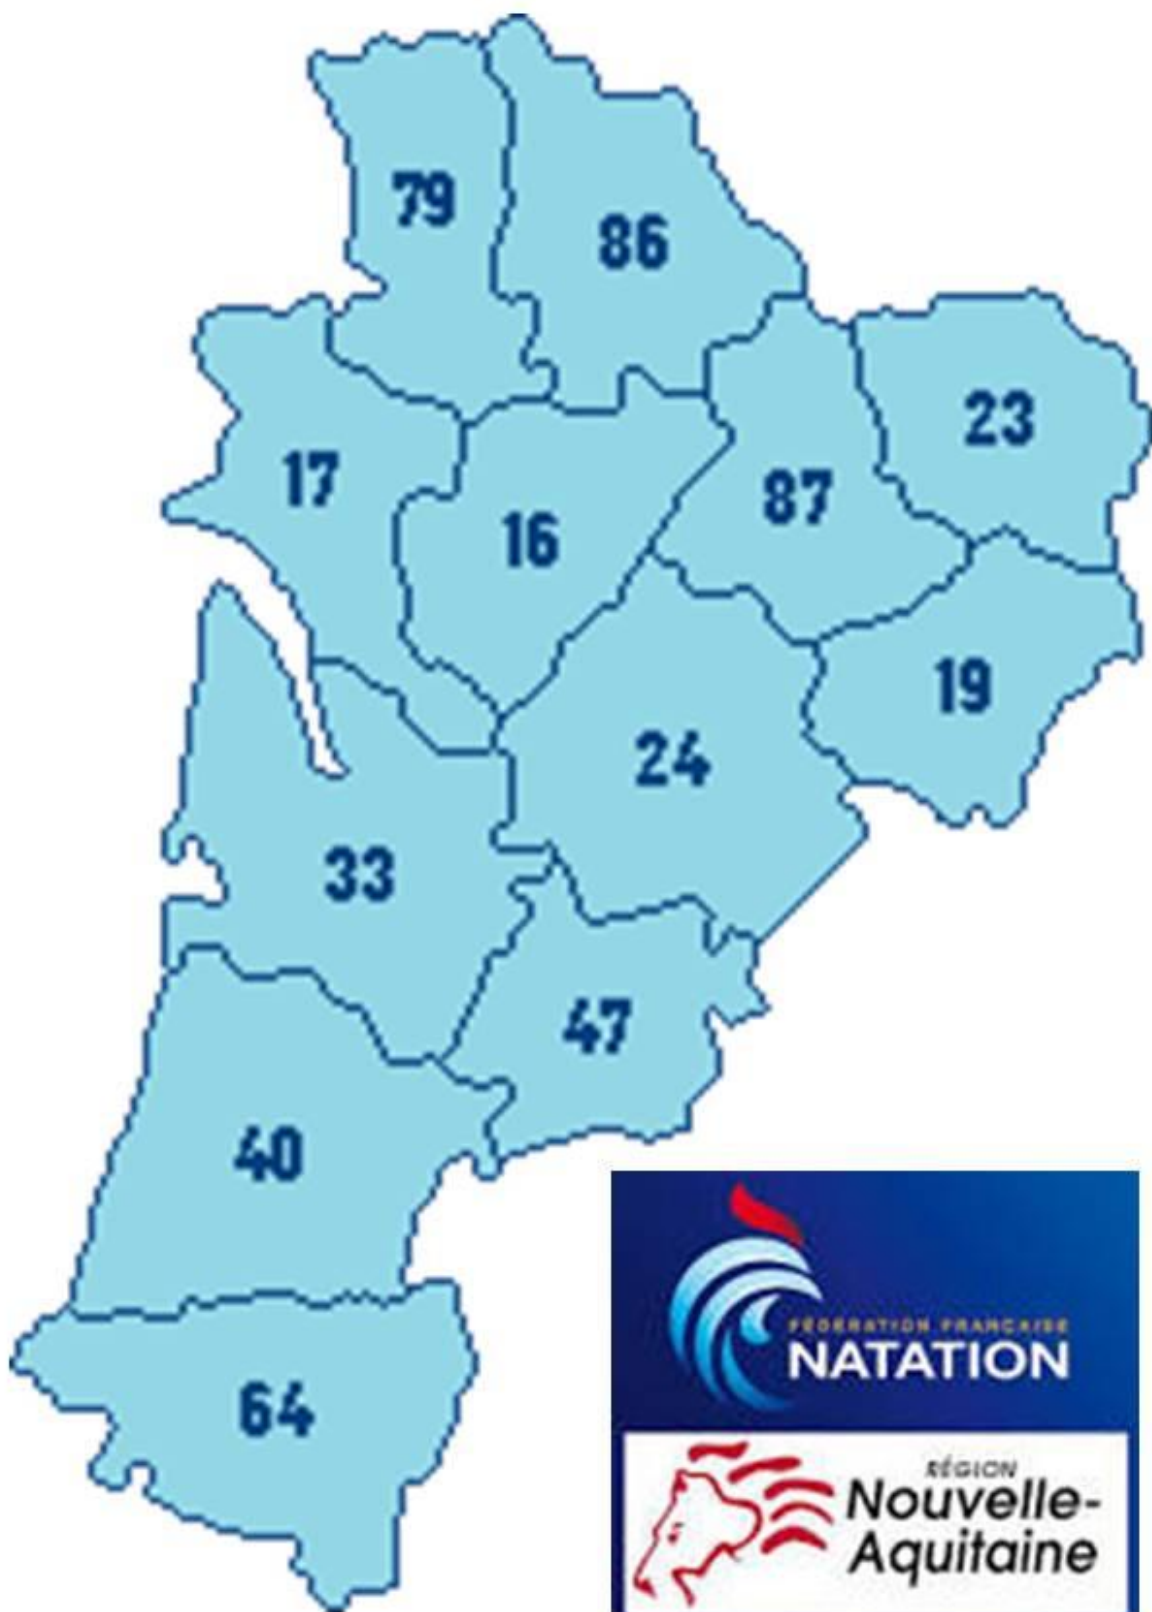 79
86
23
17
87
16
19
24
33
47
40
64
FÉDÉRATION FRANÇAISE
NATATION
RÉGION
Nouvelle-
Aquitaine